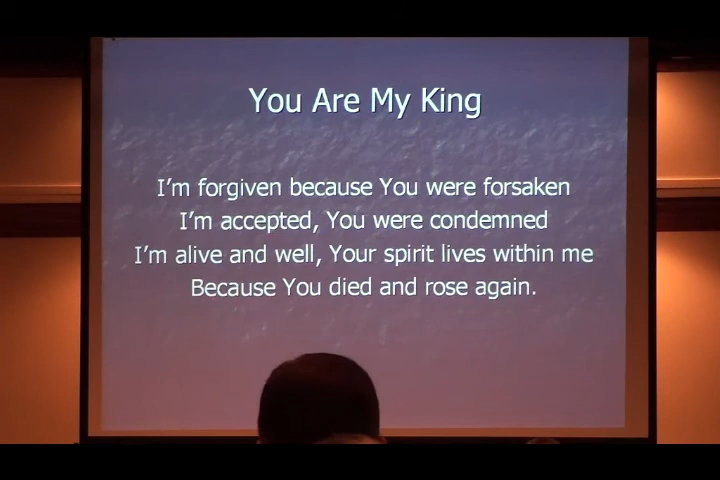 You Are My King
I'm forgiven because You were forsaken
I'm accepted, You were condemned
I'm alive and well, Your spirit lives within me
Because You died and rose again.